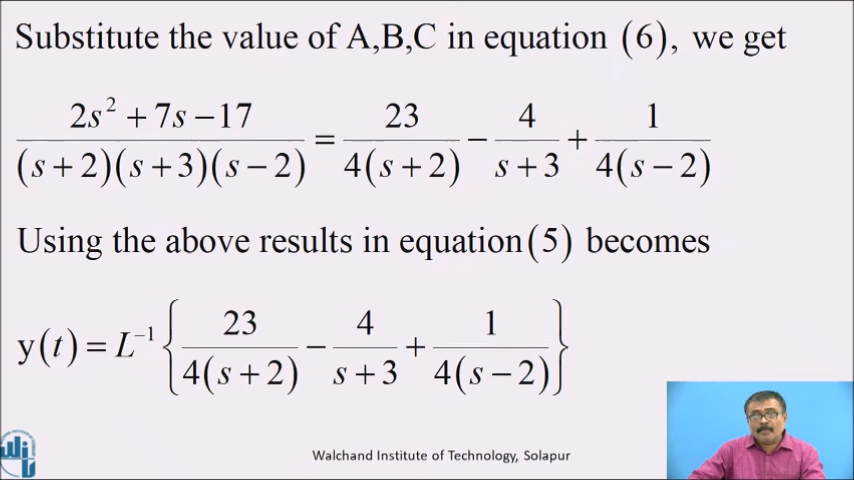 Substitute the value of A,B,C in equation (6), we get
(2s² + 7s − 17)/((s + 2)(s + 3)(s − 2)) = 23/(4(s + 2)) − 4/(s + 3) + 1/(4(s − 2))
Using the above results in equation(5) becomes
y(t) = L⁻¹{23/(4(s + 2)) − 4/(s + 3) + 1/(4(s − 2))}
Walchand Institute of Technology, Solapur